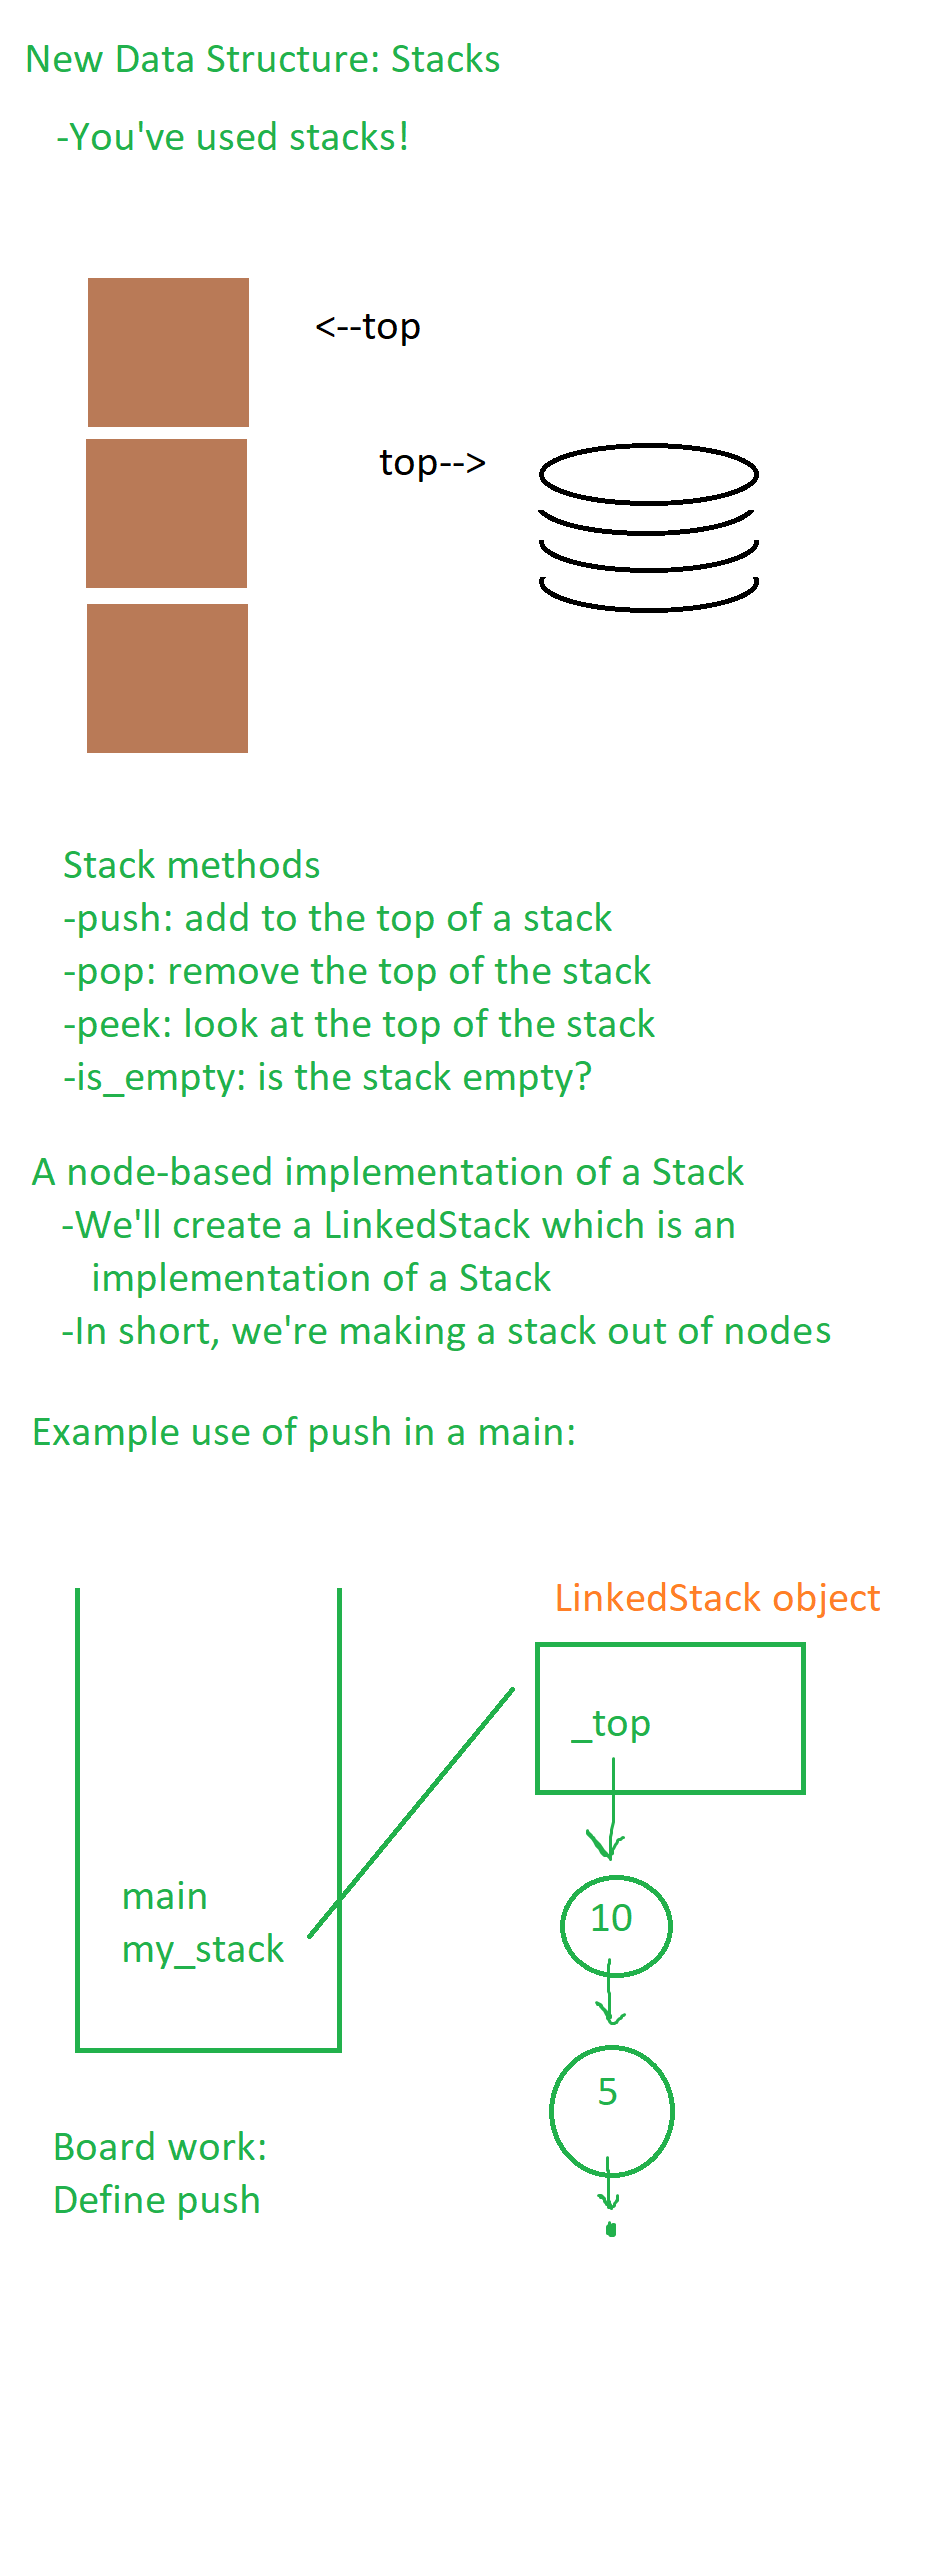 New Data Structure: Stacks
-You've used stacks!
<--top
top-->
Stack methods
-push: add to the top of a stack
-pop: remove the top of the stack
-peek: look at the top of the stack
-is_empty: is the stack empty?
A node-based implementation of a Stack
-We'll create a LinkedStack which is an
implementation of a Stack
-In short, we're making a stack out of nodes
Example use of push in a main:
LinkedStack object
_top
main
my_stack
10
5
Board work:
Define push